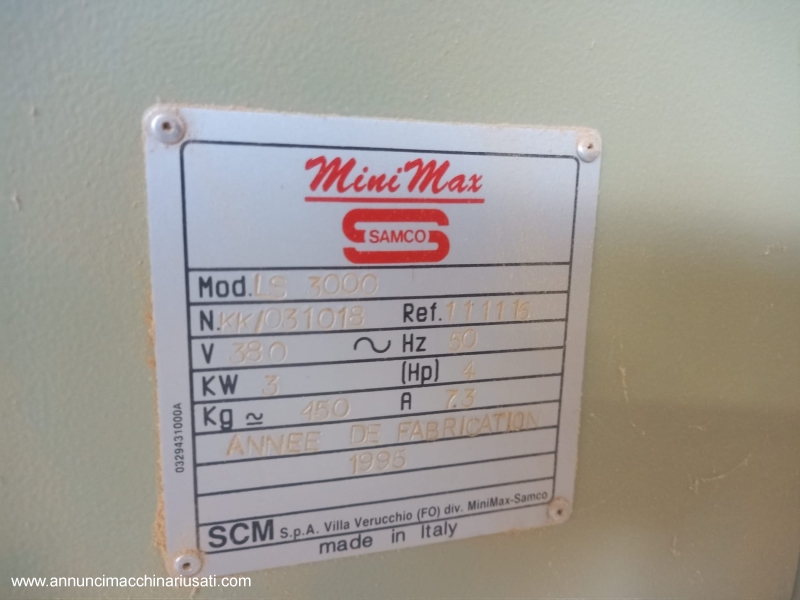 MiniMax
SAMCO
Mod. LS 3000
N. KK/031018 Ref. 111115
V 380 ~ Hz 50
KW 3 (Hp) 4
Kg ≃ 450 A 7.3
ANNEE DE FABRICATION
1995
SCM S.p.A. Villa Verucchio (FO) div. MiniMax-Samco
made in Italy
0329431000A
www.annuncimacchinariusati.com